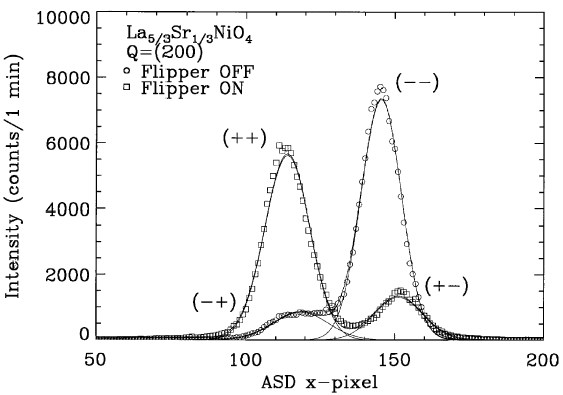 10000
8000
6000
4000
2000
0
Intensity (counts/1 min)
La5/3Sr1/3NiO4
Q=(200)
Flipper OFF
Flipper ON
(--)
(++)
(-+)
(+-)
50
100
150
200
ASD x-pixel